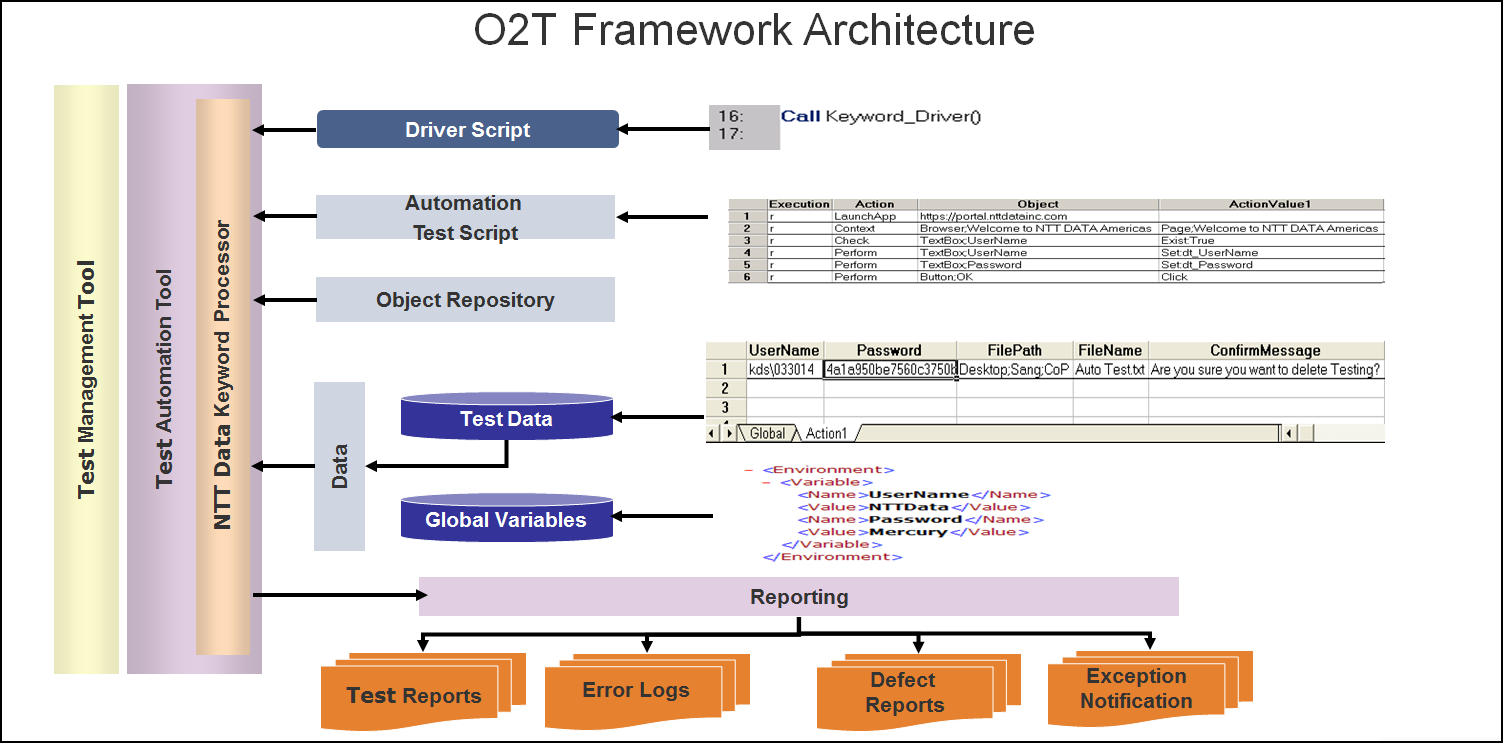 O2T Framework Architecture
Test Management Tool
Test Automation Tool
NTT Data Keyword Processor
Driver Script
16: Call Keyword_Driver()
17:
Automation
Test Script
Execution Action Object ActionValue1
1 r LaunchApp https://portal.nttdatainc.com
2 r Context Browser;Welcome to NTT DATA Americas Page;Welcome to NTT DATA Americas
3 r Check TextBox;UserName Exist:True
4 r Perform TextBox;UserName Set:dt_UserName
5 r Perform TextBox;Password Set:dt_Password
6 r Perform Button;OK Click
Object Repository
UserName Password FilePath FileName ConfirmMessage
1 kds\033014 4a1a950be7560c3750b Desktop;Sang;CoP Auto Test.txt Are you sure you want to delete Testing?
2
3
Global Action1
Data
Test Data
Global Variables
- <Environment>
- <Variable>
<Name>UserName</Name>
<Value>NTTData</Value>
<Name>Password</Name>
<Value>Mercury</Value>
</Variable>
</Environment>
Reporting
Test Reports
Error Logs
Defect
Reports
Exception
Notification